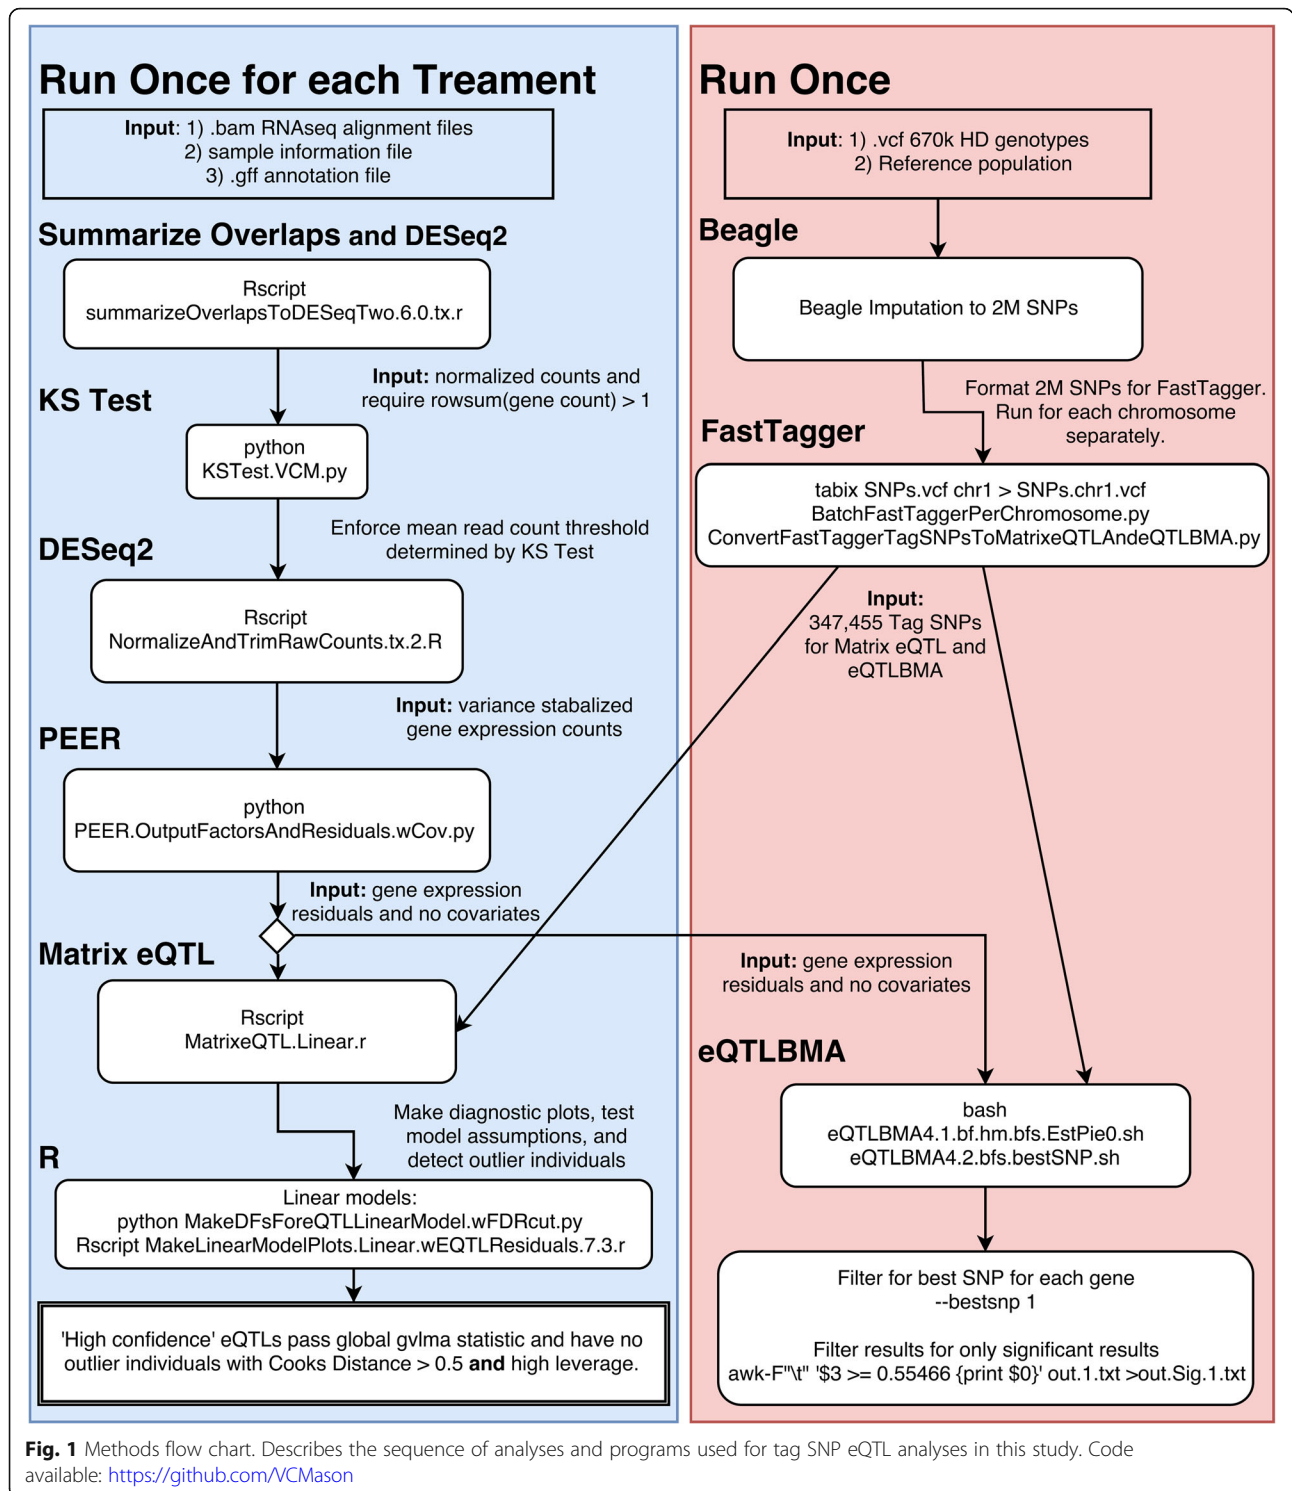 Run Once for each Treament
Input: 1) .bam RNAseq alignment files
2) sample information file
3) .gff annotation file
Summarize Overlaps and DESeq2
Rscript
summarizeOverlapsToDESeqTwo.6.0.tx.r
Input: normalized counts and
require rowsum(gene count) > 1
KS Test
python
KSTest.VCM.py
Enforce mean read count threshold
determined by KS Test
DESeq2
Rscript
NormalizeAndTrimRawCounts.tx.2.R
Input: variance stabalized
gene expression counts
PEER
python
PEER.OutputFactorsAndResiduals.wCov.py
Input: gene expression
residuals and no covariates
Matrix eQTL
Rscript
MatrixeQTL.Linear.r
Make diagnostic plots, test
model assumptions, and
detect outlier individuals
R
Linear models:
python MakeDFsForeQTLLinearModel.wFDRcut.py
Rscript MakeLinearModelPlots.Linear.wEQTLResiduals.7.3.r
'High confidence' eQTLs pass global gvlma statistic and have no
outlier individuals with Cooks Distance > 0.5 and high leverage.
Run Once
Input: 1) .vcf 670k HD genotypes
2) Reference population
Beagle
Beagle Imputation to 2M SNPs
Format 2M SNPs for FastTagger.
Run for each chromosome
separately.
FastTagger
tabix SNPs.vcf chr1 > SNPs.chr1.vcf
BatchFastTaggerPerChromosome.py
ConvertFastTaggerTagSNPsToMatrixeQTLAndeQTLBMA.py
Input:
347,455 Tag SNPs
for Matrix eQTL and
eQTLBMA
Input: gene expression
residuals and no covariates
eQTLBMA
bash
eQTLBMA4.1.bf.hm.bfs.EstPie0.sh
eQTLBMA4.2.bfs.bestSNP.sh
Filter for best SNP for each gene
--bestsnp 1
Filter results for only significant results
awk-F"\t" '$3 >= 0.55466 {print $0}' out.1.txt >out.Sig.1.txt
Fig. 1 Methods flow chart. Describes the sequence of analyses and programs used for tag SNP eQTL analyses in this study. Code
available: https://github.com/VCMason